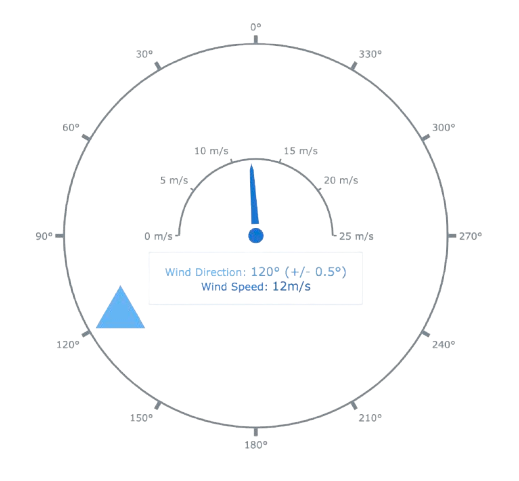 0°
30°
330°
60°
300°
10 m/s
15 m/s
5 m/s
20 m/s
90°
0 m/s
25 m/s
270°
Wind Direction: 120° (+/- 0.5°)
Wind Speed: 12m/s
120°
240°
150°
210°
180°